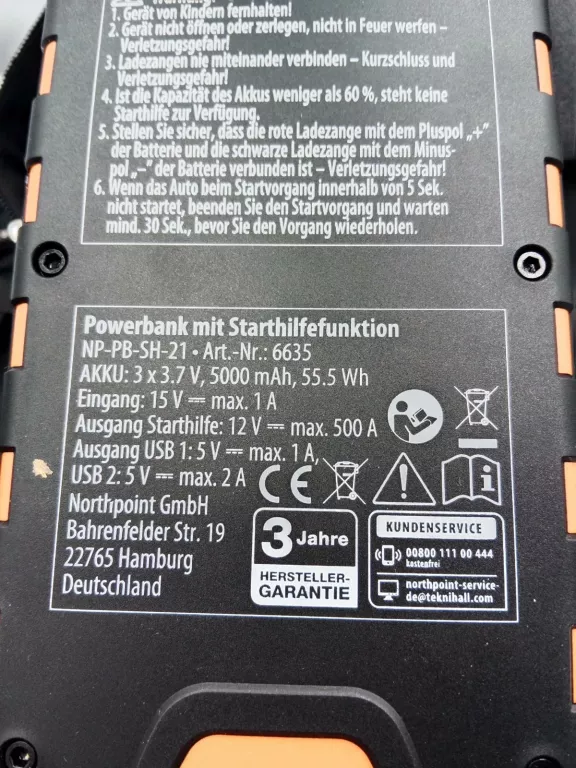 Warnung:
1. Gerät von Kindern fernhalten!
2. Gerät nicht öffnen oder zerlegen, nicht in Feuer werfen –
Verletzungsgefahr!
3. Ladezangen nie miteinander verbinden – Kurzschluss und
Verletzungsgefahr!
4. Ist die Kapazität des Akkus weniger als 60 %, steht keine
Starthilfe zur Verfügung.
5. Stellen Sie sicher, dass die rote Ladezange mit dem Pluspol „+"
der Batterie und die schwarze Ladezange mit dem Minus-
pol „–" der Batterie verbunden ist – Verletzungsgefahr!
6. Wenn das Auto beim Startvorgang innerhalb von 5 Sek.
nicht startet, beenden Sie den Startvorgang und warten
mind. 30 Sek., bevor Sie den Vorgang wiederholen.
Powerbank mit Starthilfefunktion
NP-PB-SH-21 • Art.-Nr.: 6635
AKKU: 3 x 3.7 V, 5000 mAh, 55.5 Wh
Eingang: 15 V ⎓ max. 1 A
Ausgang Starthilfe: 12 V ⎓ max. 500 A
Ausgang USB 1: 5 V ⎓ max. 1 A,
USB 2: 5 V ⎓ max. 2 A
CE
Northpoint GmbH
Bahrenfelder Str. 19
22765 Hamburg
Deutschland
3 Jahre
HERSTELLER-
GARANTIE
KUNDENSERVICE
00800 111 00 444
kostenfrei
northpoint-service-
de@teknihall.com